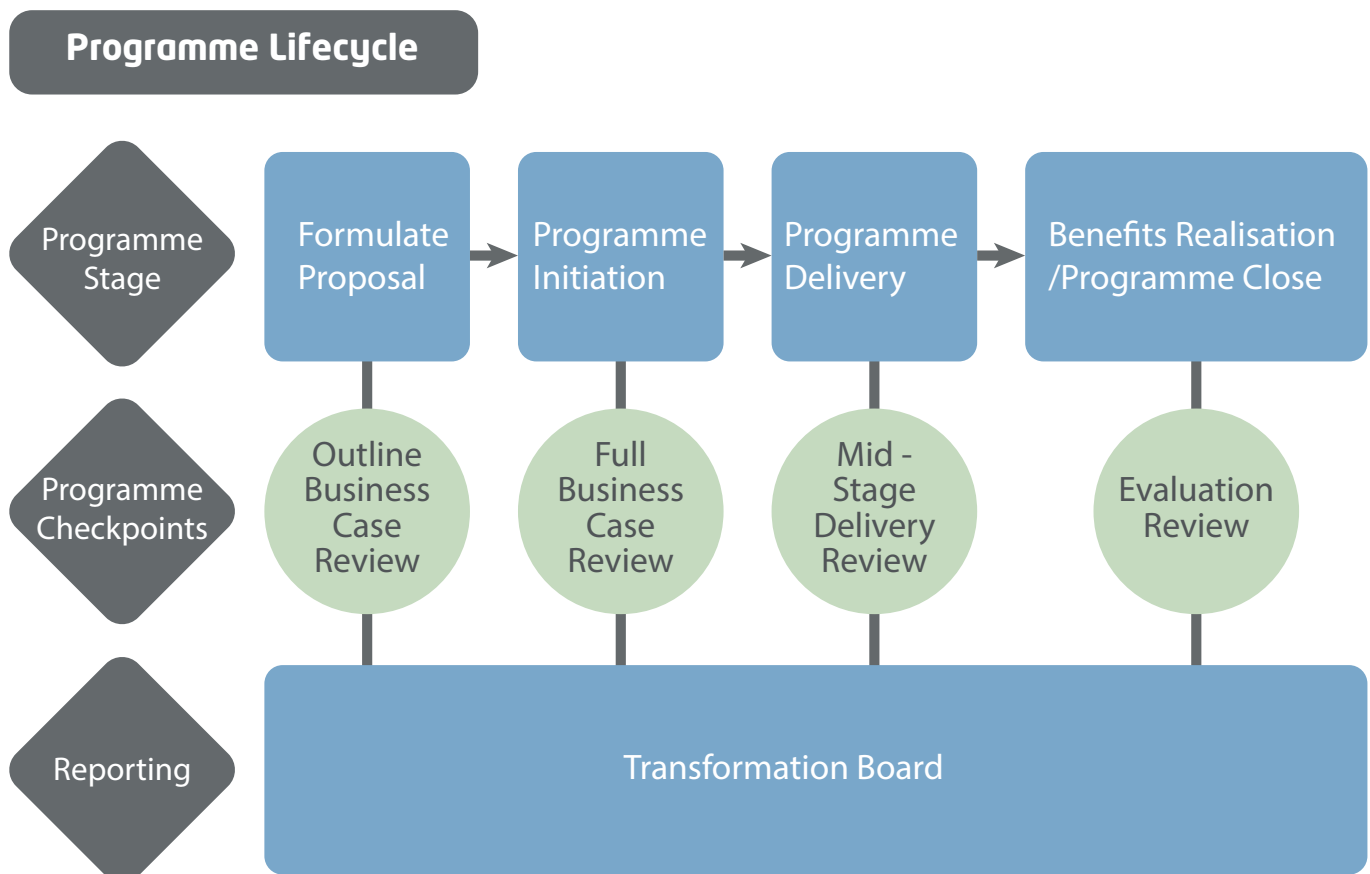 Programme Lifecycle
Programme
Stage
Formulate
Proposal
Programme
Initiation
Programme
Delivery
Benefits Realisation
/Programme Close
Programme
Checkpoints
Outline
Business
Case
Review
Full
Business
Case
Review
Mid -
Stage
Delivery
Review
Evaluation
Review
Reporting
Transformation Board